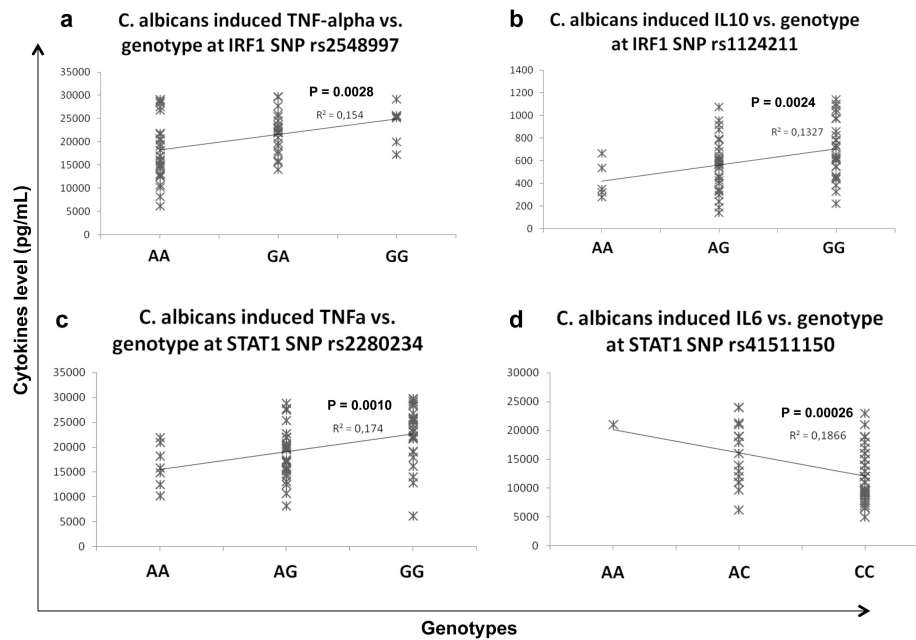 a
C. albicans induced TNF-alpha vs.
genotype at IRF1 SNP rs2548997
35000
30000
25000
20000
15000
10000
5000
0
P = 0.0028
R² = 0,154
AA
GA
GG
b
C. albicans induced IL10 vs. genotype
at IRF1 SNP rs1124211
1400
1200
1000
800
600
400
200
0
P = 0.0024
R² = 0,1327
AA
AG
GG
c
C. albicans induced TNFa vs.
genotype at STAT1 SNP rs2280234
35000
30000
25000
20000
15000
10000
5000
0
P = 0.0010
R² = 0,174
AA
AG
GG
d
C. albicans induced IL6 vs. genotype
at STAT1 SNP rs41511150
30000
25000
20000
15000
10000
5000
0
P = 0.00026
R² = 0,1866
AA
AC
CC
Cytokines level (pg/mL)
Genotypes